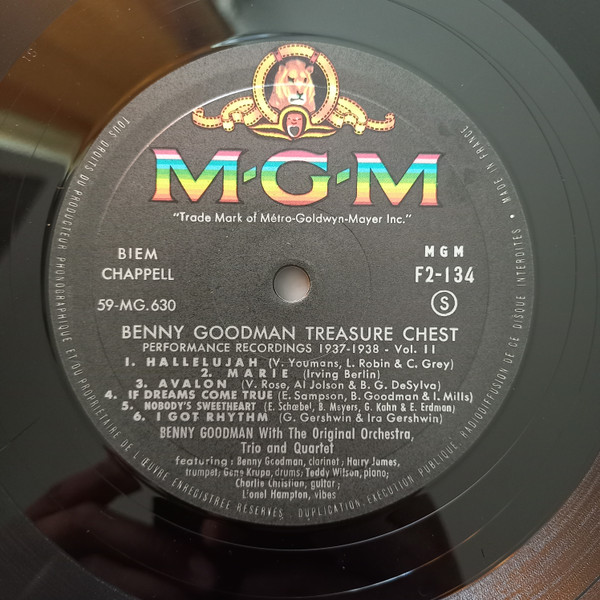 M·G·M
"Trade Mark of Métro-Goldwyn-Mayer Inc."
BIEM
CHAPPELL
MGM
F2-134
59-MG.630
S
BENNY GOODMAN TREASURE CHEST
PERFORMANCE RECORDINGS 1937-1938 - Vol. II
1. HALLELUJAH (V. Youmans, L. Robin & C. Grey)
2. MARIE (Irving Berlin)
3. AVALON (V. Rose, Al Jolson & B. G. DeSylva)
4. IF DREAMS COME TRUE (E. Sampson, B. Goodman & I. Mills)
5. NOBODY'S SWEETHEART (E. Schœbel, B. Meyers, G. Kahn & E. Erdman)
6. I GOT RHYTHM (G. Gershwin & Ira Gershwin)
BENNY GOODMAN With The Original Orchestra,
Trio and Quartet
featuring: Benny Goodman, clarinet; Harry James,
trumpet; Gene Krupa, drums; Teddy Wilson, piano;
Charlie Christian, guitar;
Lionel Hampton, vibes
TOUS DROITS DU PRODUCTEUR PHONOGRAPHIQUE ET DU PROPRIETAIRE DE L'ŒUVRE ENREGISTREE RESERVES. DUPLICATION, EXECUTION PUBLIQUE, RADIODIFFUSION DE CE DISQUE INTERDITES • MADE IN FRANCE